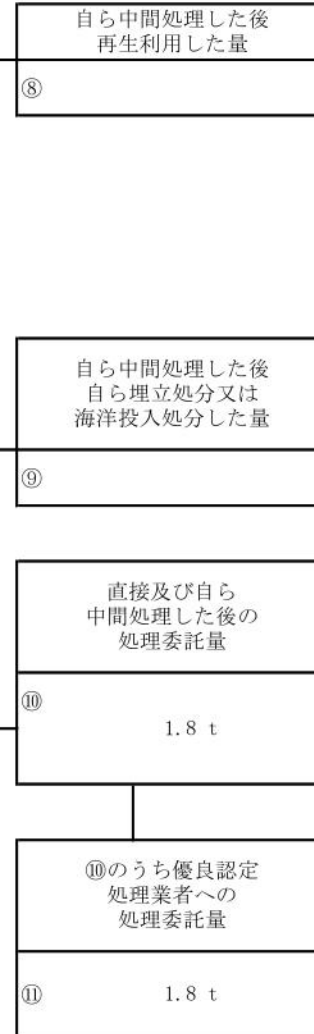 自ら中間処理した後
再生利用した量
⑧
自ら中間処理した後
自ら埋立処分又は
海洋投入処分した量
⑨
直接及び自ら
中間処理した後の
処理委託量
⑩
1.8 t
⑩のうち優良認定
処理業者への
処理委託量
⑪ 1.8 t